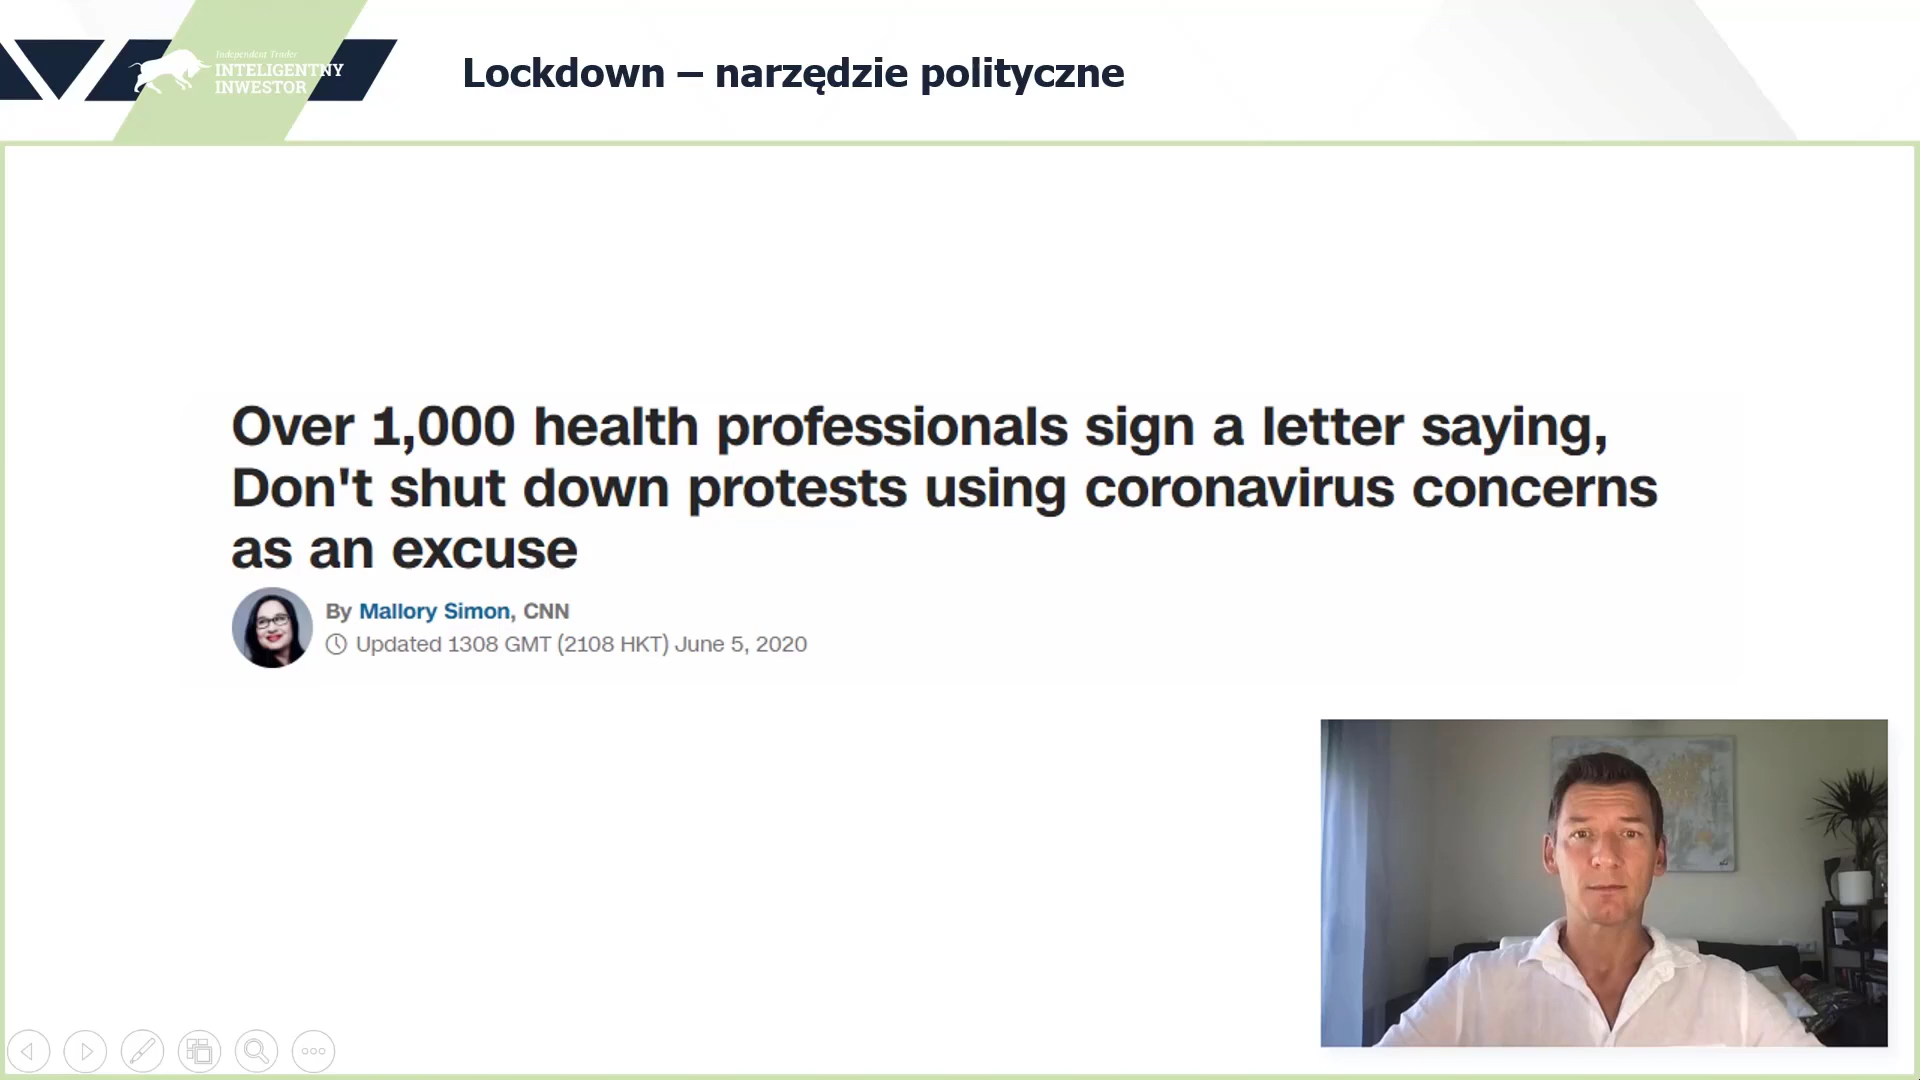 Independent Trader
INTELIGENTNY
INWESTOR
Lockdown – narzędzie polityczne
Over 1,000 health professionals sign a letter saying,
Don't shut down protests using coronavirus concerns
as an excuse
By Mallory Simon, CNN
Updated 1308 GMT (2108 HKT) June 5, 2020